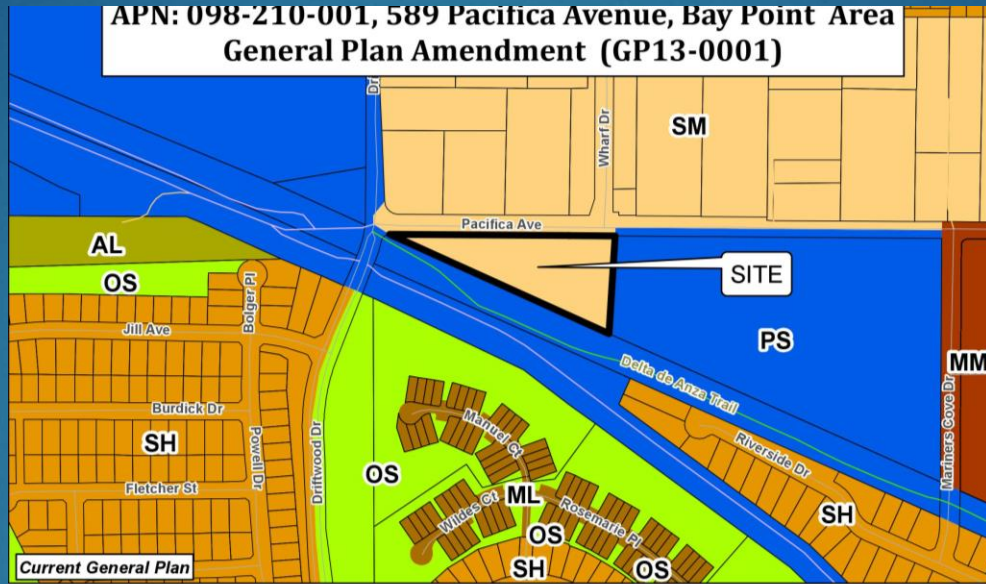 APN: 098-210-001, 589 Pacifica Avenue, Bay Point Area
General Plan Amendment (GP13-0001)
Dr
Wharf Dr
SM
Pacifica Ave
AL
OS
Bolger Pl
SITE
Jill Ave
PS
MM
Delta de Anza Trail
Burdick Dr
Manuel Ct
SH
Powell Dr
Driftwood Dr
Riverside Dr
Mariners Cove Dr
OS
Fletcher St
ML
Wildes Ct
Rosemarie Pl
SH
OS
SH
OS
Current General Plan